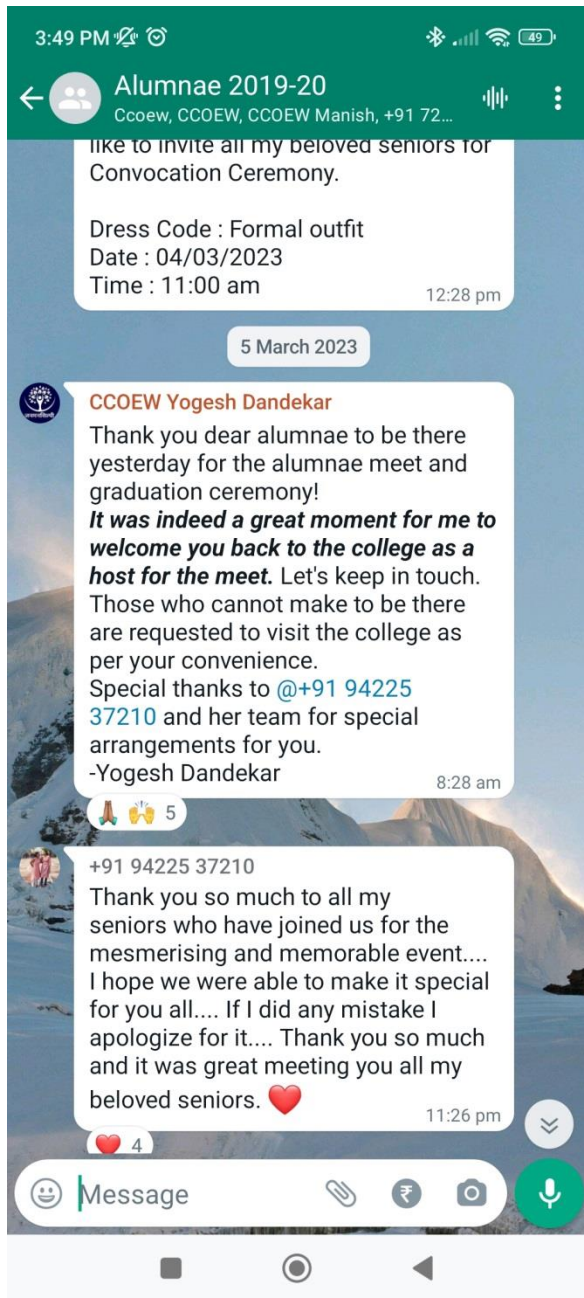 3:49 PM
49
Alumnae 2019-20
Ccoew, CCOEW, CCOEW Manish, +91 72...
like to invite all my beloved seniors for
Convocation Ceremony.
Dress Code : Formal outfit
Date : 04/03/2023
Time : 11:00 am
12:28 pm
5 March 2023
CCOEW Yogesh Dandekar
Thank you dear alumnae to be there
yesterday for the alumnae meet and
graduation ceremony!
It was indeed a great moment for me to
welcome you back to the college as a
host for the meet. Let's keep in touch.
Those who cannot make to be there
are requested to visit the college as
per your convenience.
Special thanks to @+91 94225
37210 and her team for special
arrangements for you.
-Yogesh Dandekar
8:28 am
5
+91 94225 37210
Thank you so much to all my
seniors who have joined us for the
mesmerising and memorable event....
I hope we were able to make it special
for you all.... If I did any mistake I
apologize for it.... Thank you so much
and it was great meeting you all my
beloved seniors. ❤️
11:26 pm
4
Message